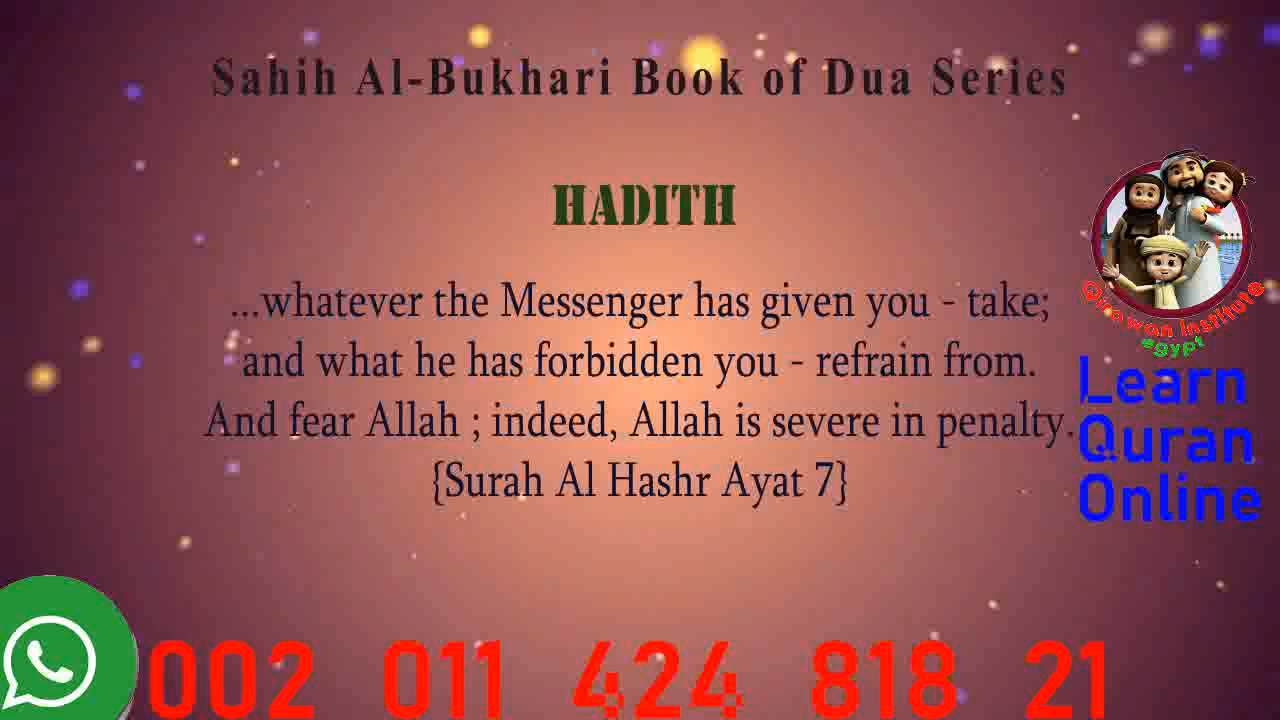 Sahih Al-Bukhari Book of Dua Series
HADITH
...whatever the Messenger has given you - take;
and what he has forbidden you - refrain from.
And fear Allah ; indeed, Allah is severe in penalty.
{Surah Al Hashr Ayat 7}
Qirawan Institute
egypt
Learn
Quran
Online
002 011 424 818 21